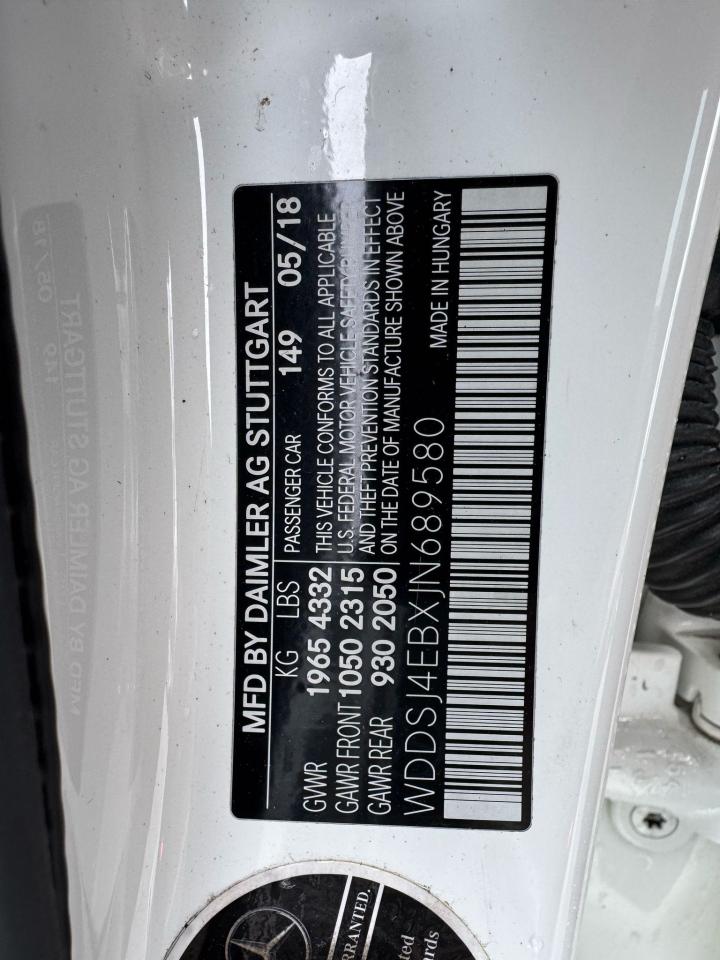 MFD BY DAIMLER AG STUTTGART
KG LBS PASSENGER CAR 149 05/18
GVWR 1965 4332 THIS VEHICLE CONFORMS TO ALL APPLICABLE
GAWR FRONT 1050 2315 U.S. FEDERAL MOTOR VEHICLE SAFETY
GAWR REAR 930 2050 AND THEFT PREVENTION STANDARDS IN EFFECT
ON THE DATE OF MANUFACTURE SHOWN ABOVE
WDDSJ4EBXJN689580 MADE IN HUNGARY